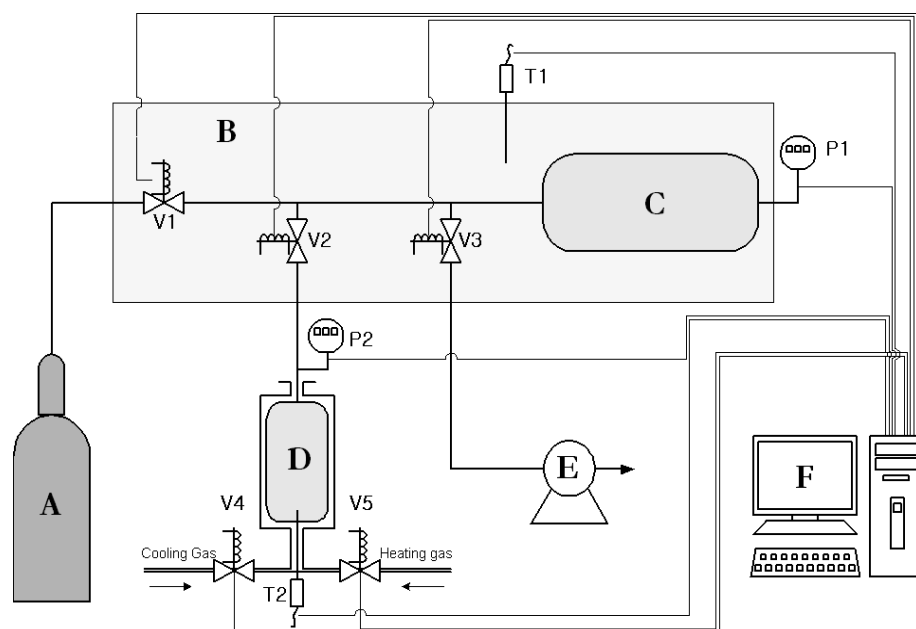 T1
B
P1
C
V1
V2
V3
P2
D
E
F
A
V4
V5
Cooling Gas
Heating gas
T2